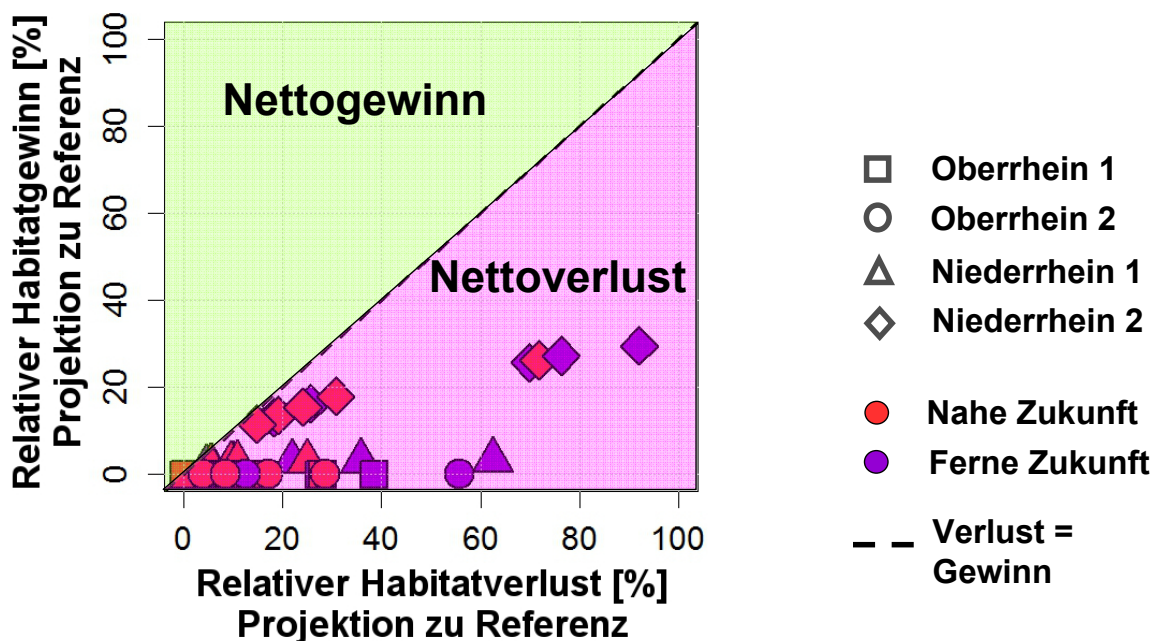 Relativer Habitatgewinn [%]
Projektion zu Referenz
100
80
60
40
20
0
Nettogewinn
Nettoverlust
0 20 40 60 80 100
Relativer Habitatverlust [%]
Projektion zu Referenz
Oberrhein 1
Oberrhein 2
Niederrhein 1
Niederrhein 2
Nahe Zukunft
Ferne Zukunft
Verlust =
Gewinn